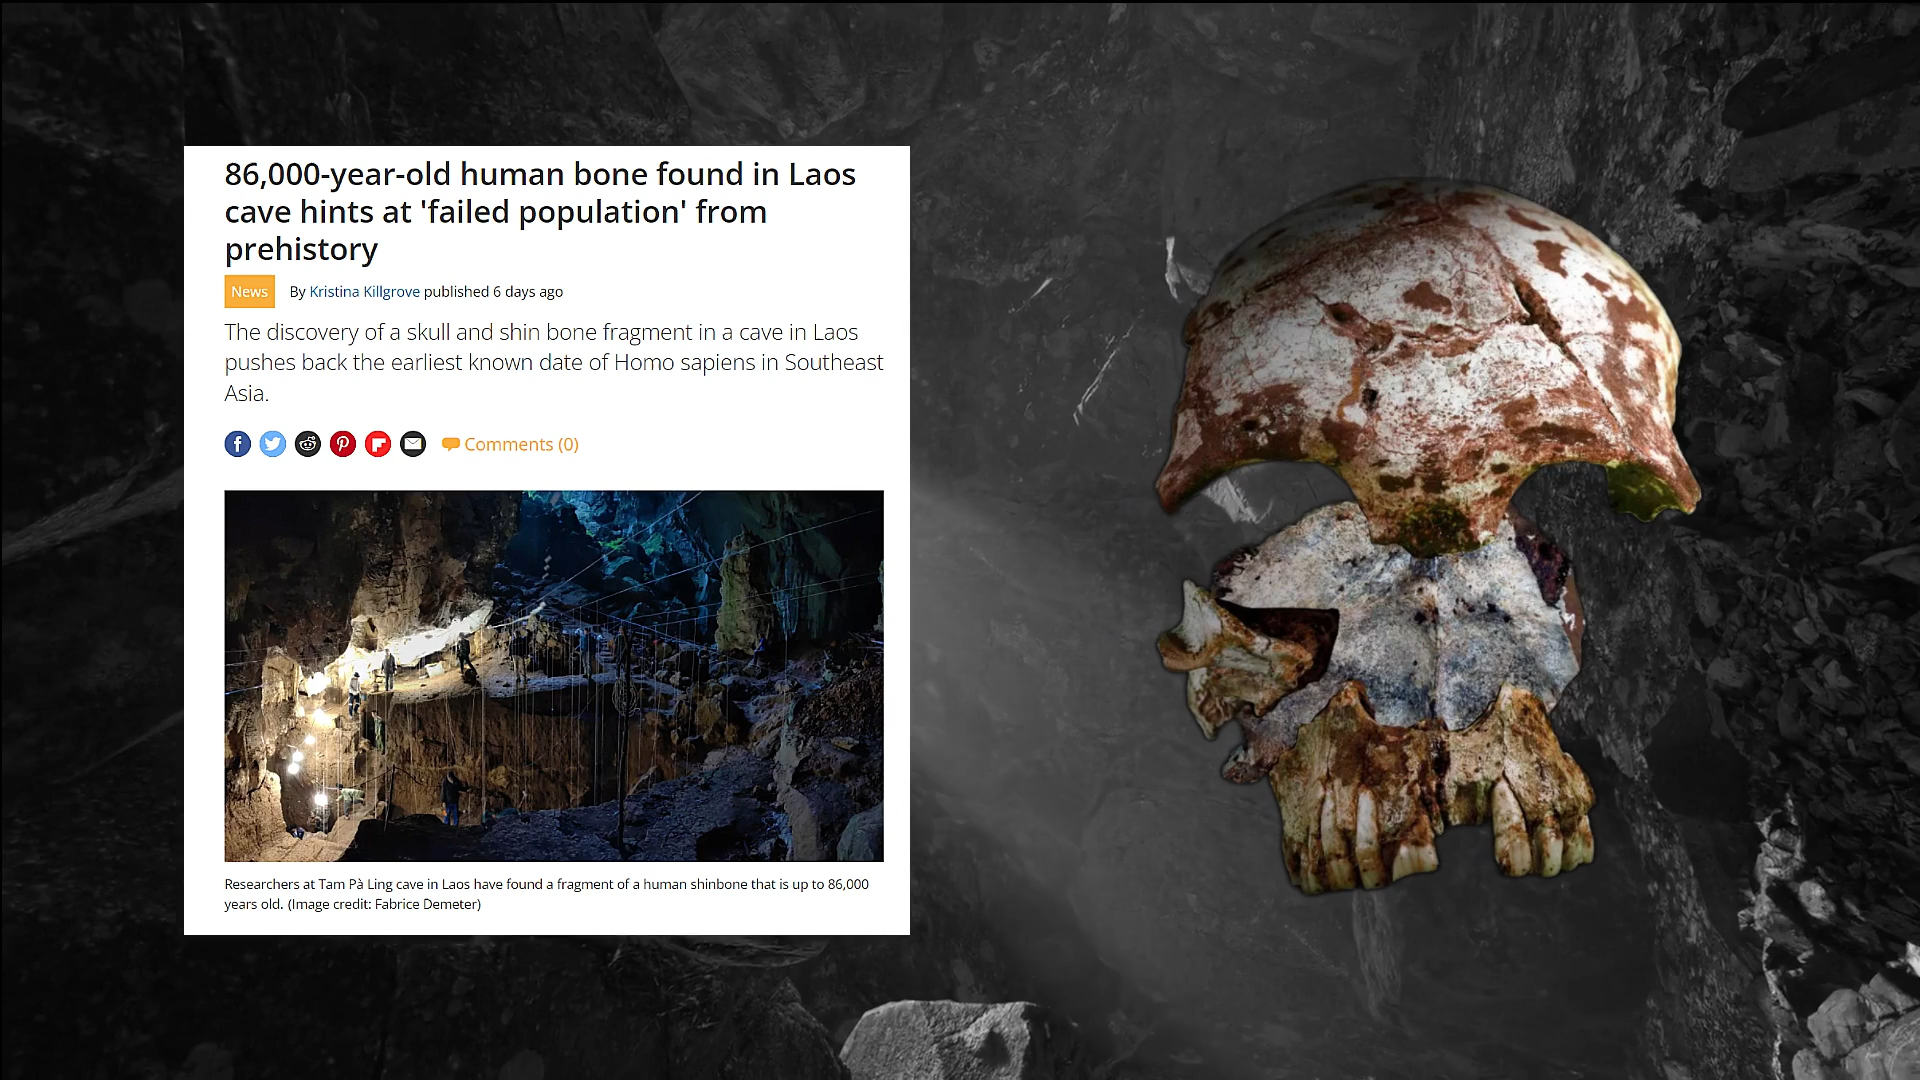 86,000-year-old human bone found in Laos
cave hints at 'failed population' from
prehistory
News By Kristina Killgrove published 6 days ago
The discovery of a skull and shin bone fragment in a cave in Laos
pushes back the earliest known date of Homo sapiens in Southeast
Asia.
Comments (0)
Researchers at Tam Pà Ling cave in Laos have found a fragment of a human shinbone that is up to 86,000
years old. (Image credit: Fabrice Demeter)